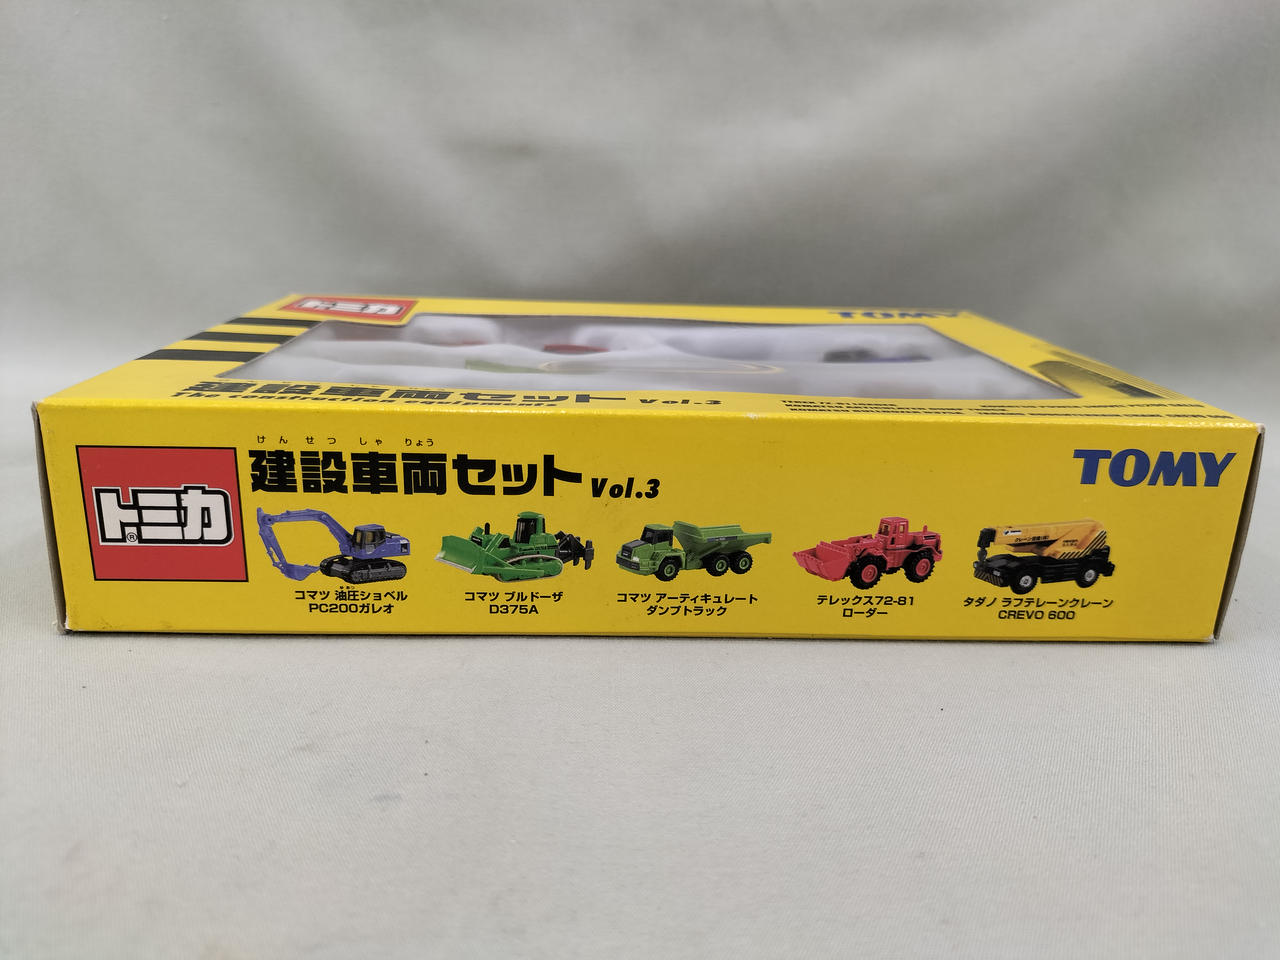 トミカ
TOMY
建設車両セット Vol.3
The construction equipments
けん せつ しゃ りょう
建設車両セット Vol.3
トミカ®
TOMY
コマツ 油圧ショベル
PC200ガレオ
コマツ ブルドーザ
D375A
コマツ アーティキュレート
ダンプトラック
テレックス72-81
ローダー
タダノ ラフテレーンクレーン
CREVO 600